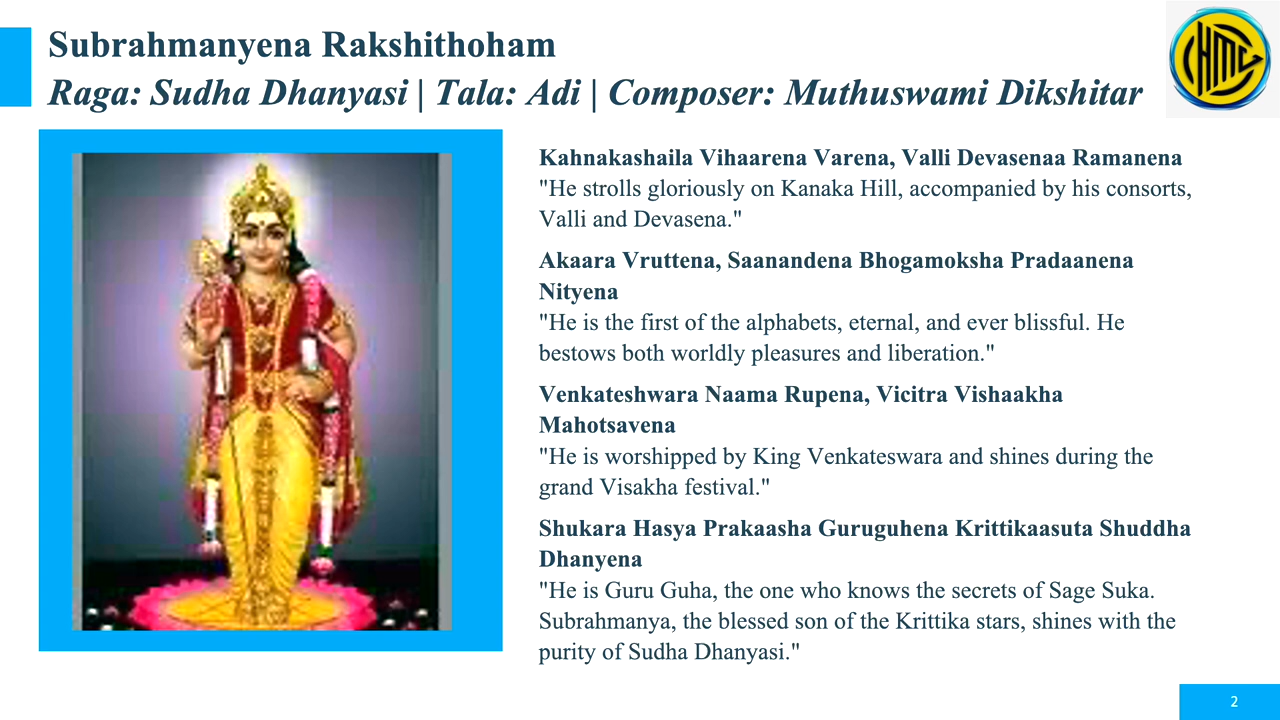 Subrahmanyena Rakshithoham
Raga: Sudha Dhanyasi | Tala: Adi | Composer: Muthuswami Dikshitar
CHMC
Kahnakashaila Vihaarena Varena, Valli Devasenaa Ramanena
"He strolls gloriously on Kanaka Hill, accompanied by his consorts,
Valli and Devasena."
Akaara Vruttena, Saanandena Bhogamoksha Pradaanena
Nityena
"He is the first of the alphabets, eternal, and ever blissful. He
bestows both worldly pleasures and liberation."
Venkateshwara Naama Rupena, Vicitra Vishaakha
Mahotsavena
"He is worshipped by King Venkateswara and shines during the
grand Visakha festival."
Shukara Hasya Prakaasha Guruguhena Krittikaasuta Shuddha
Dhanyena
"He is Guru Guha, the one who knows the secrets of Sage Suka.
Subrahmanya, the blessed son of the Krittika stars, shines with the
purity of Sudha Dhanyasi."
2